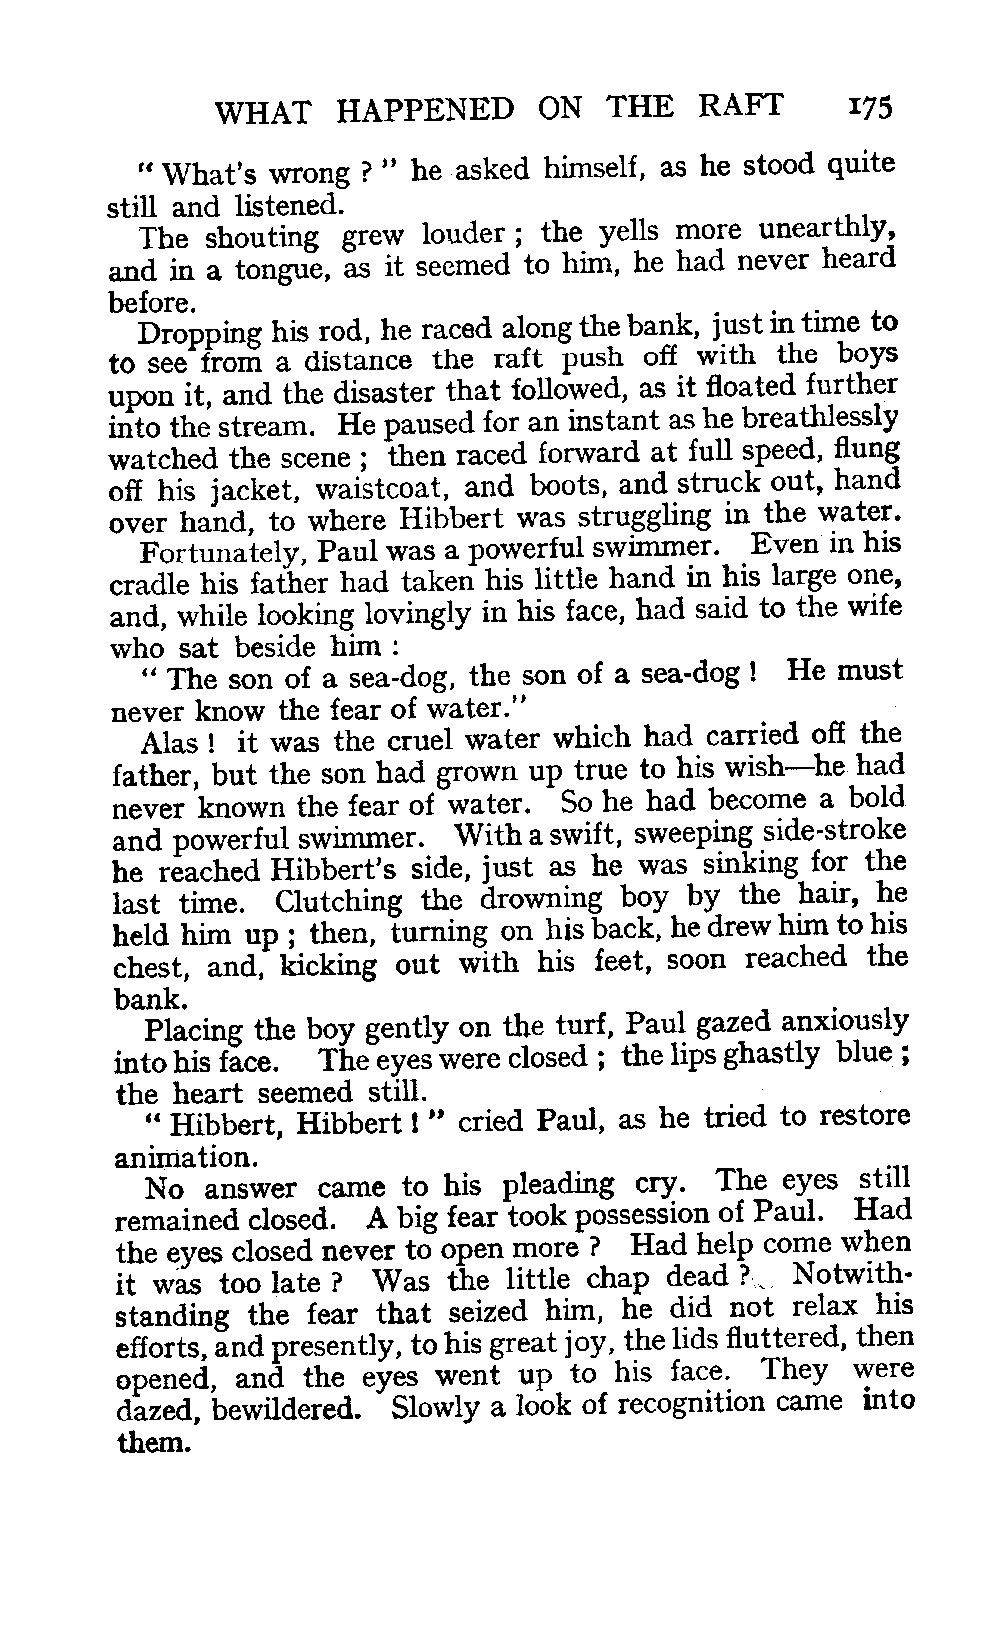 WHAT HAPPENED ON THE RAFT 175
“ What's wrong ? ” he asked himself, as he stood quite
still and listened.
The shouting grew louder ; the yells more unearthly,
and in a tongue, as it seemed to him, he had never heard
before.
Dropping his rod, he raced along the bank, just in time to
to see from a distance the raft push off with the boys
upon it, and the disaster that followed, as it floated further
into the stream. He paused for an instant as he breathlessly
watched the scene ; then raced forward at full speed, flung
off his jacket, waistcoat, and boots, and struck out, hand
over hand, to where Hibbert was struggling in the water.
Fortunately, Paul was a powerful swimmer. Even in his
cradle his father had taken his little hand in his large one,
and, while looking lovingly in his face, had said to the wife
who sat beside him :
“ The son of a sea-dog, the son of a sea-dog ! He must
never know the fear of water.”
Alas ! it was the cruel water which had carried off the
father, but the son had grown up true to his wish—he had
never known the fear of water. So he had become a bold
and powerful swimmer. With a swift, sweeping side-stroke
he reached Hibbert's side, just as he was sinking for the
last time. Clutching the drowning boy by the hair, he
held him up ; then, turning on his back, he drew him to his
chest, and, kicking out with his feet, soon reached the
bank.
Placing the boy gently on the turf, Paul gazed anxiously
into his face. The eyes were closed ; the lips ghastly blue ;
the heart seemed still.
“ Hibbert, Hibbert ! ” cried Paul, as he tried to restore
animation.
No answer came to his pleading cry. The eyes still
remained closed. A big fear took possession of Paul. Had
the eyes closed never to open more ? Had help come when
it was too late ? Was the little chap dead ? Notwith-
standing the fear that seized him, he did not relax his
efforts, and presently, to his great joy, the lids fluttered, then
opened, and the eyes went up to his face. They were
dazed, bewildered. Slowly a look of recognition came into
them.